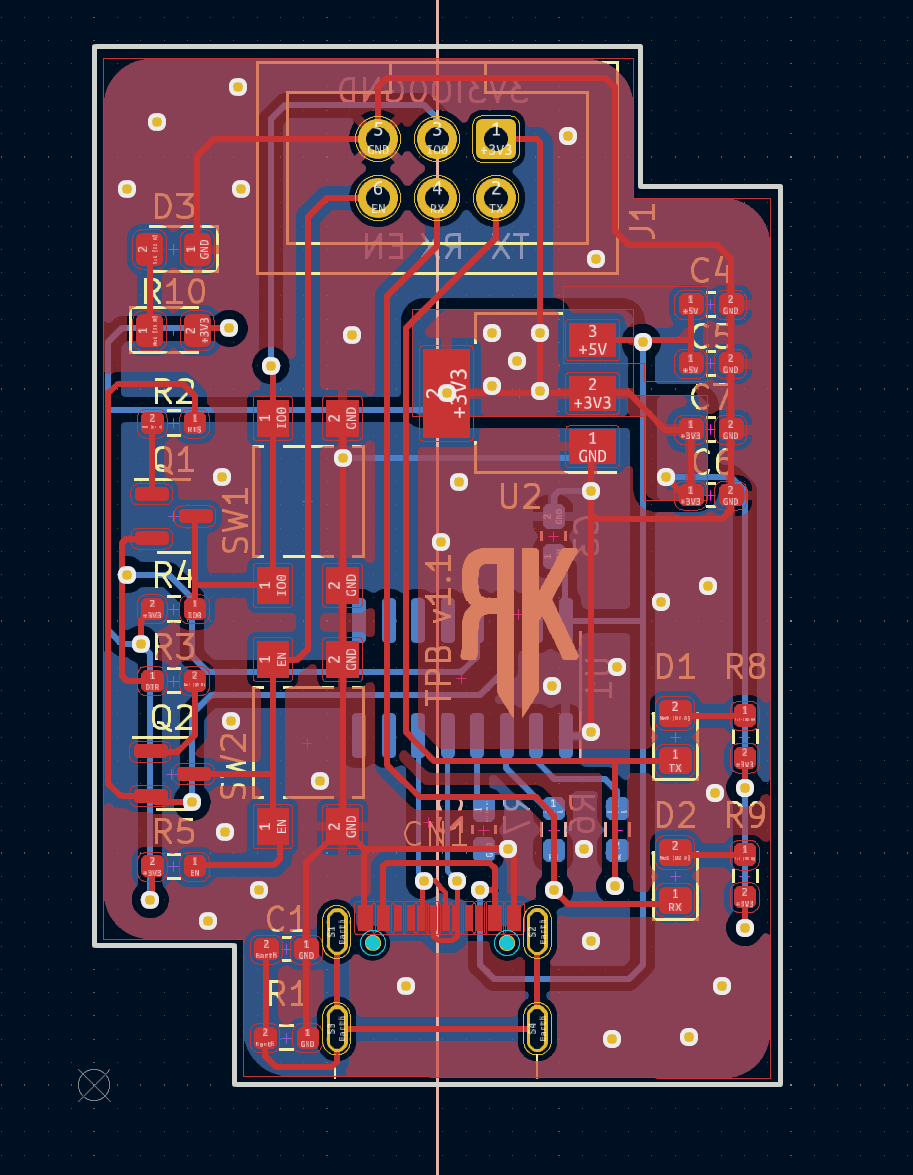 3V3IO0GND
5 3 1
GND IO0 +3V3
6 4 2
EN RX TX
TX RX EN
J1
D3
2 1 GND
R10
1 2 +3V3
C4
1 +5V 2 GND
C5
1 +5V 2 GND
C7
1 +3V3 2 GND
C6
1 +3V3 2 GND
3 +5V
2 +3V3
2 +3V3
1 GND
U2
R2
2 1 RTS
Q1
SW1
1 IO0 2 GND
1 IO0 2 GND
C3
R4
2 +3V3 1 IO0
R3
1 DTR 2
TPB v1.1
RK
U1
1 EN 2 GND
D1
2
1 TX
R8
1
2 +3V3
Q2
SW2
1 EN 2 GND
R5
2 +3V3 1 EN
CN1
R7
R6
D2
2
1 RX
R9
1
2 +3V3
C1
2 Earth 1 GND
R1
2 Earth 1 GND
S1 Earth
S2 Earth
S3 Earth
S4 Earth